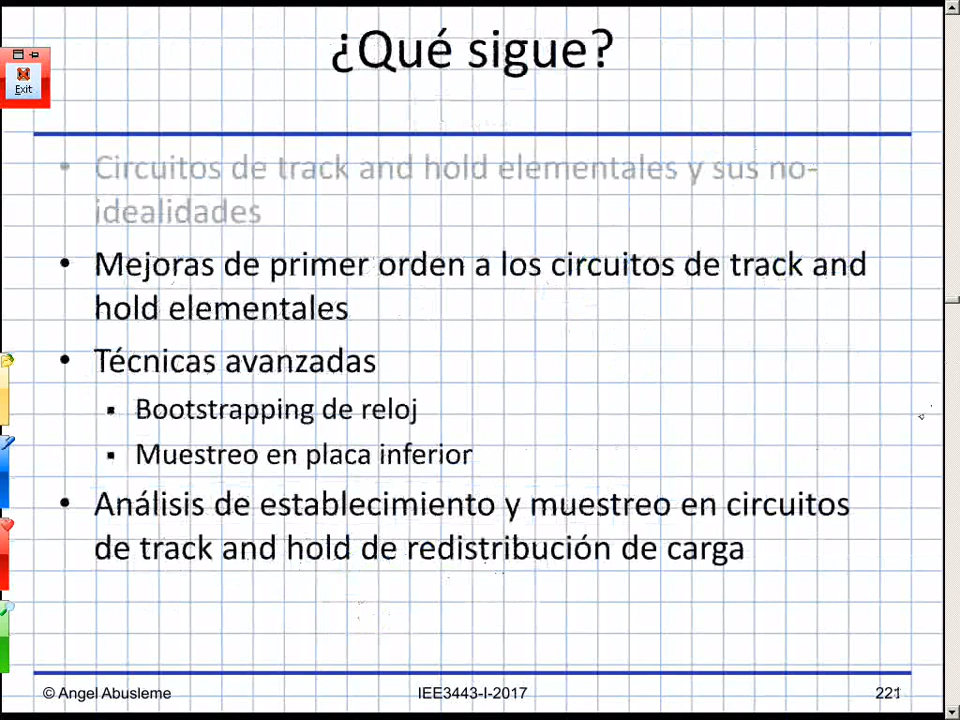 ¿Qué sigue?
Exit
• Circuitos de track and hold elementales y sus no-
idealidades
• Mejoras de primer orden a los circuitos de track and
hold elementales
• Técnicas avanzadas
▪ Bootstrapping de reloj
▪ Muestreo en placa inferior
• Análisis de establecimiento y muestreo en circuitos
de track and hold de redistribución de carga
© Angel Abusleme
IEE3443-I-2017
221